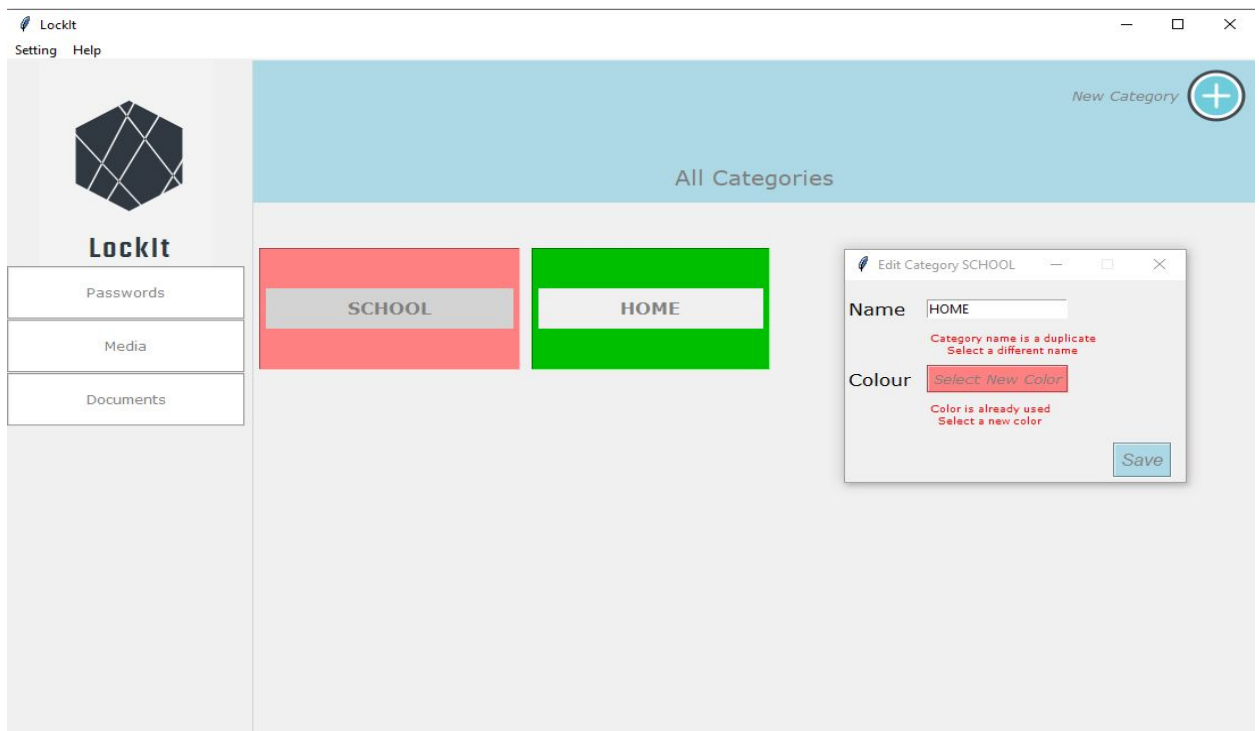 LockIt
Setting Help
New Category
All Categories
LockIt
Passwords
Media
Documents
SCHOOL
HOME
Edit Category SCHOOL
Name HOME
Category name is a duplicate
Select a different name
Colour Select New Color
Color is already used
Select a new color
Save